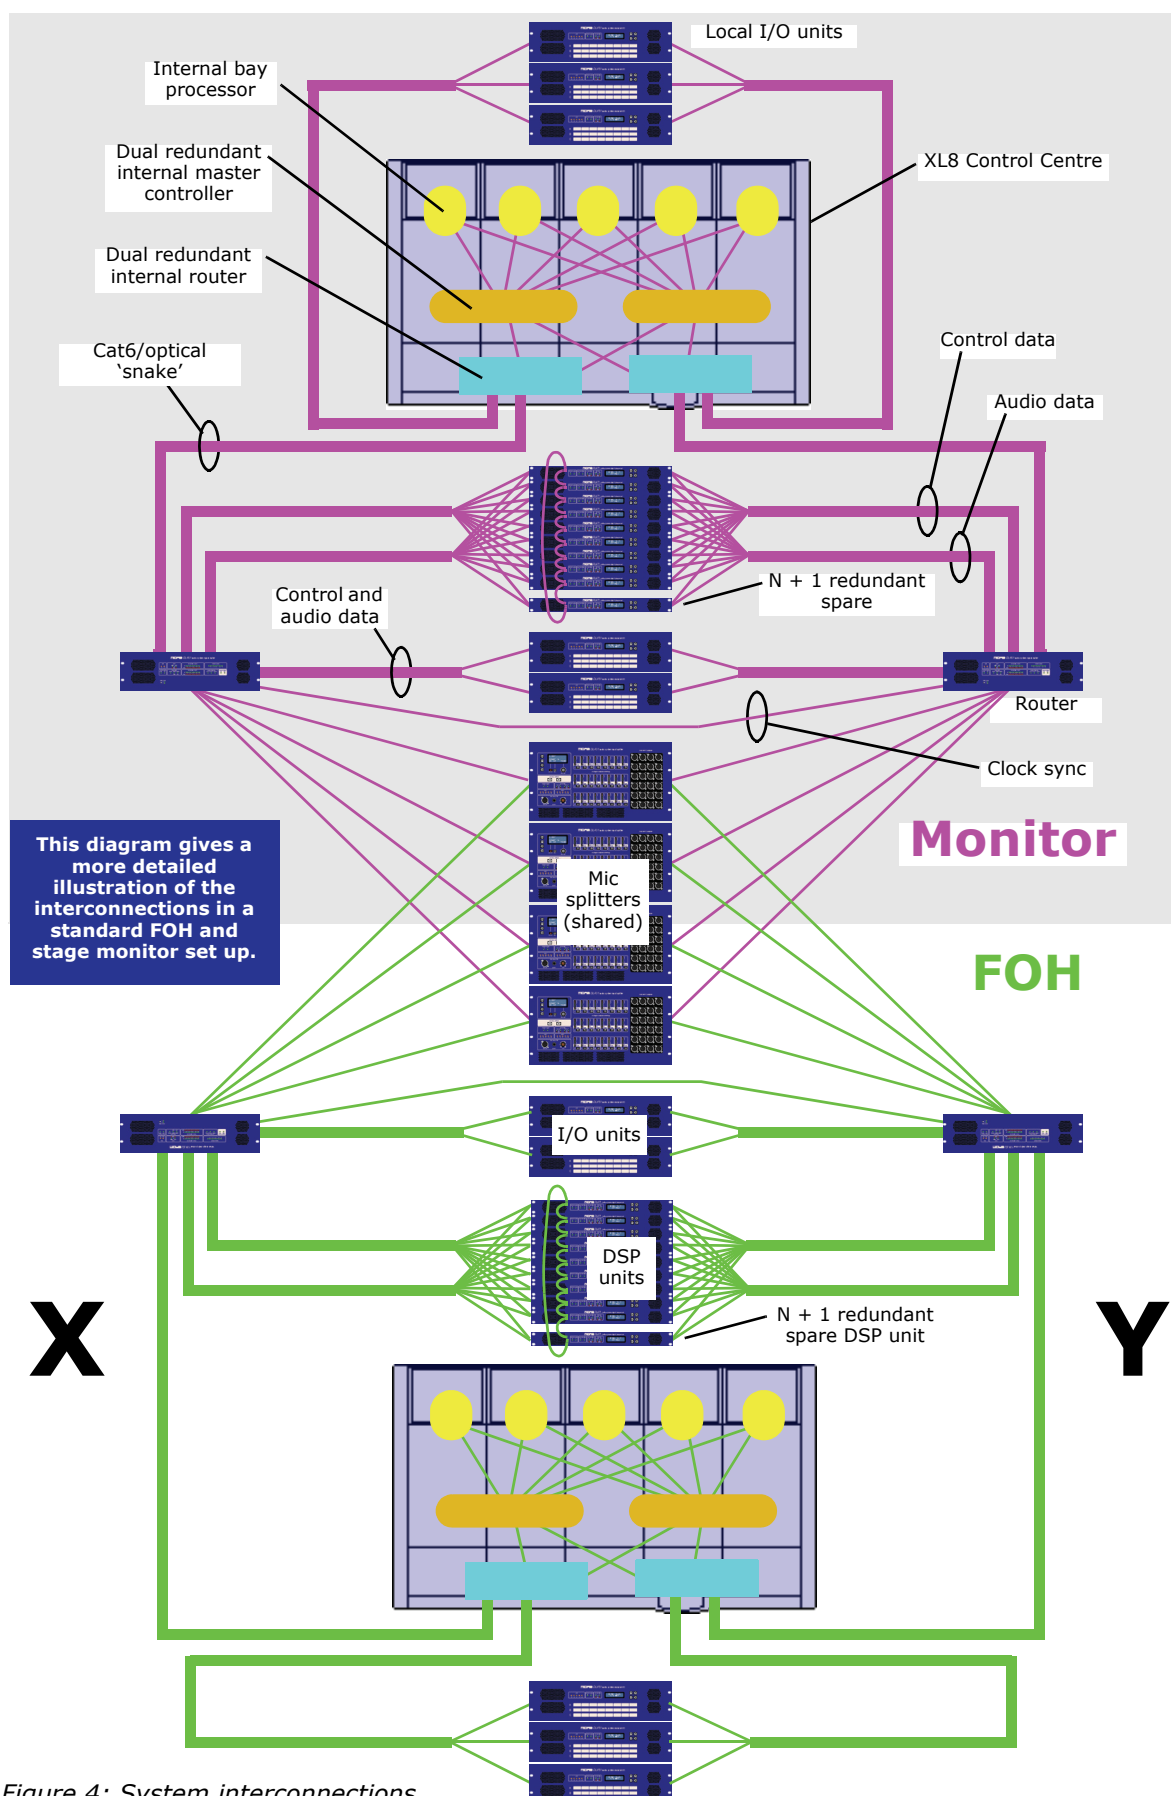 Local I/O units
Internal bay
processor
Dual redundant
internal master
controller
XL8 Control Centre
Dual redundant
internal router
Cat6/optical
‘snake’
Control data
Audio data
N + 1 redundant
spare
Control and
audio data
Router
Clock sync
Monitor
This diagram gives a
more detailed
illustration of the
interconnections in a
standard FOH and
stage monitor set up.
Mic
splitters
(shared)
FOH
I/O units
DSP
units
X
Y
N + 1 redundant
spare DSP unit
Figure 4: System interconnections